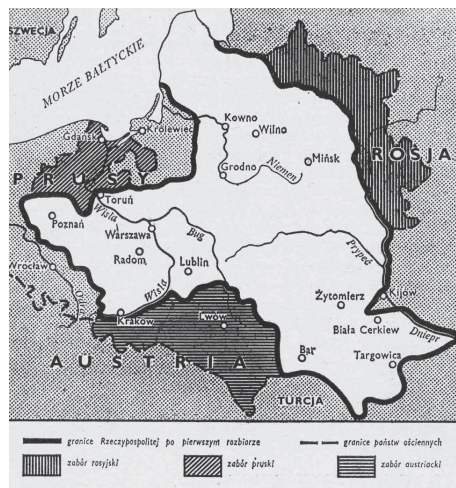 SZWECJA
MORZE BAŁTYCKIE
Gdańsk
Królewiec
Kowno
Wilno
Grodno
Niemen
Mińsk
ROSJA
PRUSY
Toruń
Poznań
Wisła
Warszawa
Bug
Radom
Lublin
Prypeć
Wrocław
Odra
Wisła
Kraków
Lwów
Żytomierz
Kijów
Biała Cerkiew
Dniepr
Bar
Targowica
AUSTRIA
TURCJA
granice Rzeczypospolitej po pierwszym rozbiorze
granice państw ościennych
zabór rosyjski
zabór pruski
zabór austriacki